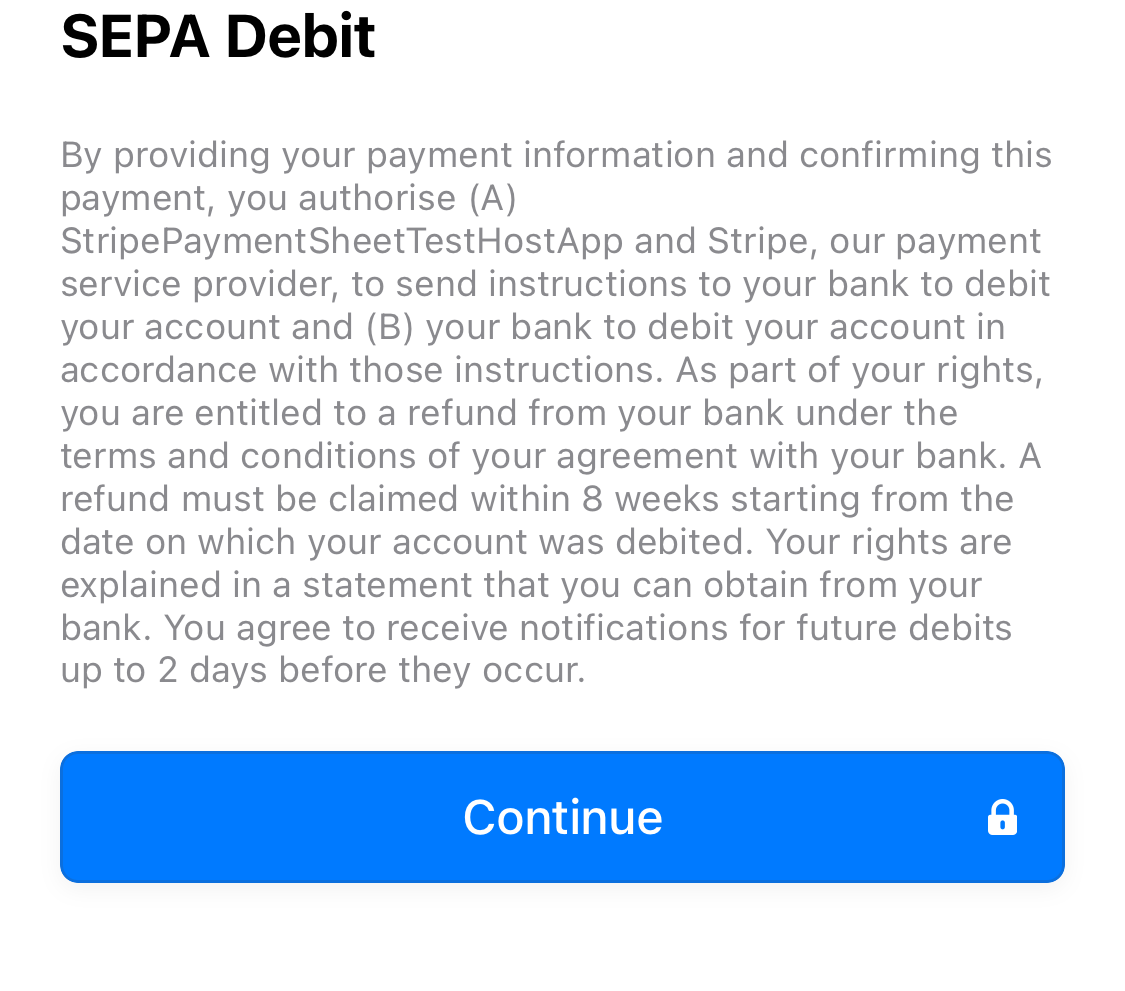 SEPA Debit
By providing your payment information and confirming this
payment, you authorise (A)
StripePaymentSheetTestHostApp and Stripe, our payment
service provider, to send instructions to your bank to debit
your account and (B) your bank to debit your account in
accordance with those instructions. As part of your rights,
you are entitled to a refund from your bank under the
terms and conditions of your agreement with your bank. A
refund must be claimed within 8 weeks starting from the
date on which your account was debited. Your rights are
explained in a statement that you can obtain from your
bank. You agree to receive notifications for future debits
up to 2 days before they occur.
Continue